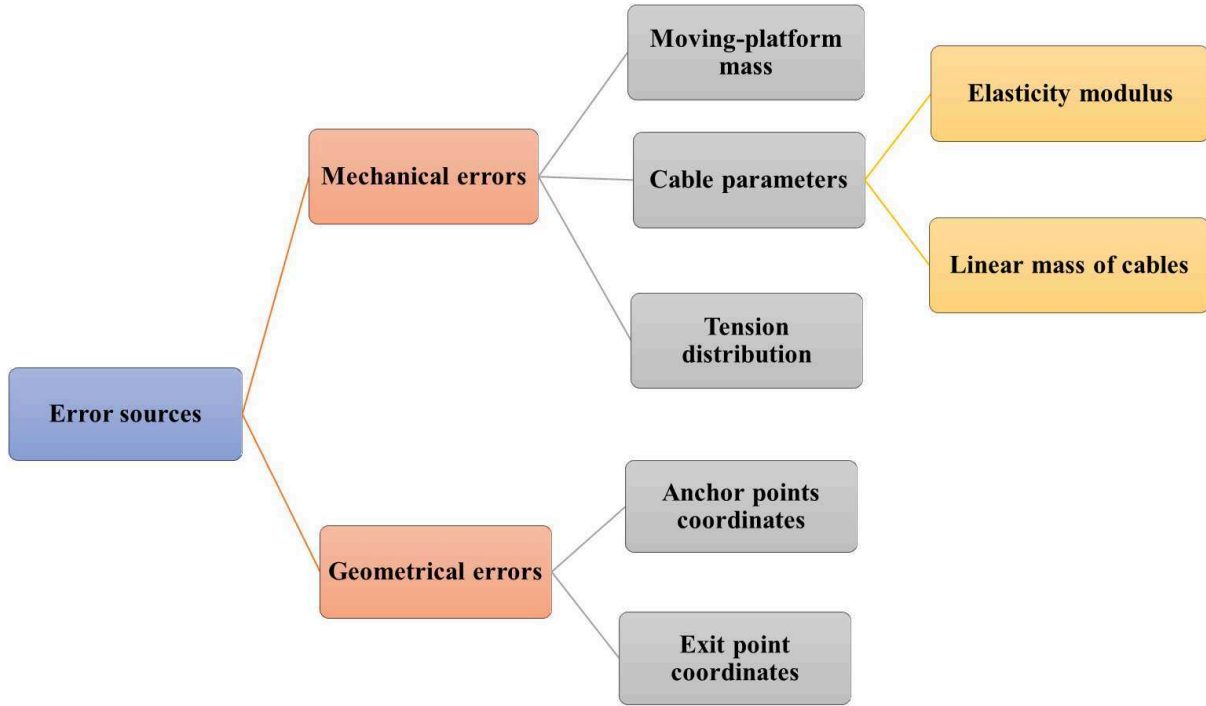 Moving-platform
mass
Elasticity modulus
Mechanical errors
Cable parameters
Linear mass of cables
Tension
distribution
Error sources
Anchor points
coordinates
Geometrical errors
Exit point
coordinates